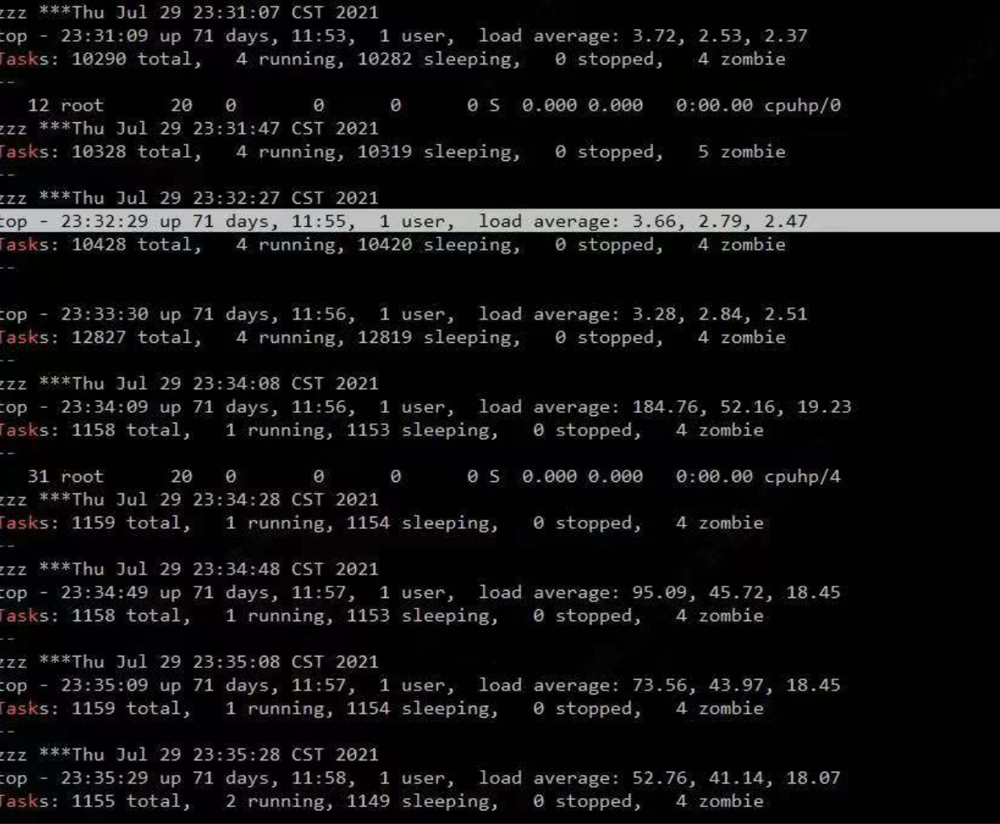 zzz ***Thu Jul 29 23:31:07 CST 2021
top - 23:31:09 up 71 days, 11:53,  1 user,  load average: 3.72, 2.53, 2.37
Tasks: 10290 total,   4 running, 10282 sleeping,   0 stopped,   4 zombie
--
12 root      20   0       0      0      0 S  0.000 0.000   0:00.00 cpuhp/0
zzz ***Thu Jul 29 23:31:47 CST 2021
Tasks: 10328 total,   4 running, 10319 sleeping,   0 stopped,   5 zombie
--
zzz ***Thu Jul 29 23:32:27 CST 2021
top - 23:32:29 up 71 days, 11:55,  1 user,  load average: 3.66, 2.79, 2.47
Tasks: 10428 total,   4 running, 10420 sleeping,   0 stopped,   4 zombie
--
top - 23:33:30 up 71 days, 11:56,  1 user,  load average: 3.28, 2.84, 2.51
Tasks: 12827 total,   4 running, 12819 sleeping,   0 stopped,   4 zombie
--
zzz ***Thu Jul 29 23:34:08 CST 2021
top - 23:34:09 up 71 days, 11:56,  1 user,  load average: 184.76, 52.16, 19.23
Tasks: 1158 total,   1 running, 1153 sleeping,   0 stopped,   4 zombie
--
31 root      20   0       0      0      0 S  0.000 0.000   0:00.00 cpuhp/4
zzz ***Thu Jul 29 23:34:28 CST 2021
Tasks: 1159 total,   1 running, 1154 sleeping,   0 stopped,   4 zombie
--
zzz ***Thu Jul 29 23:34:48 CST 2021
top - 23:34:49 up 71 days, 11:57,  1 user,  load average: 95.09, 45.72, 18.45
Tasks: 1158 total,   1 running, 1153 sleeping,   0 stopped,   4 zombie
--
zzz ***Thu Jul 29 23:35:08 CST 2021
top - 23:35:09 up 71 days, 11:57,  1 user,  load average: 73.56, 43.97, 18.45
Tasks: 1159 total,   1 running, 1154 sleeping,   0 stopped,   4 zombie
--
zzz ***Thu Jul 29 23:35:28 CST 2021
top - 23:35:29 up 71 days, 11:58,  1 user,  load average: 52.76, 41.14, 18.07
Tasks: 1155 total,   2 running, 1149 sleeping,   0 stopped,   4 zombie